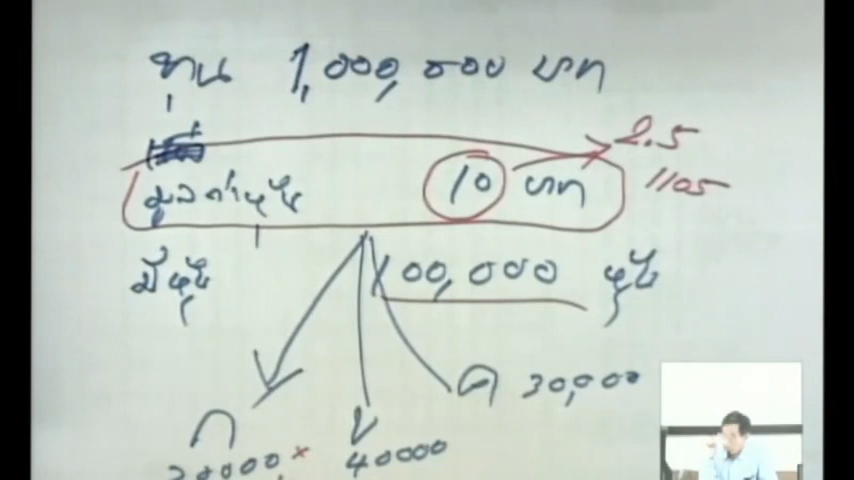 ทุน 1,000,000 บาท
มูลค่าหุ้น 10 บาท
2.5
1105
มีหุ้น 100,000 หุ้น
ก ข 40000
ค 30,000